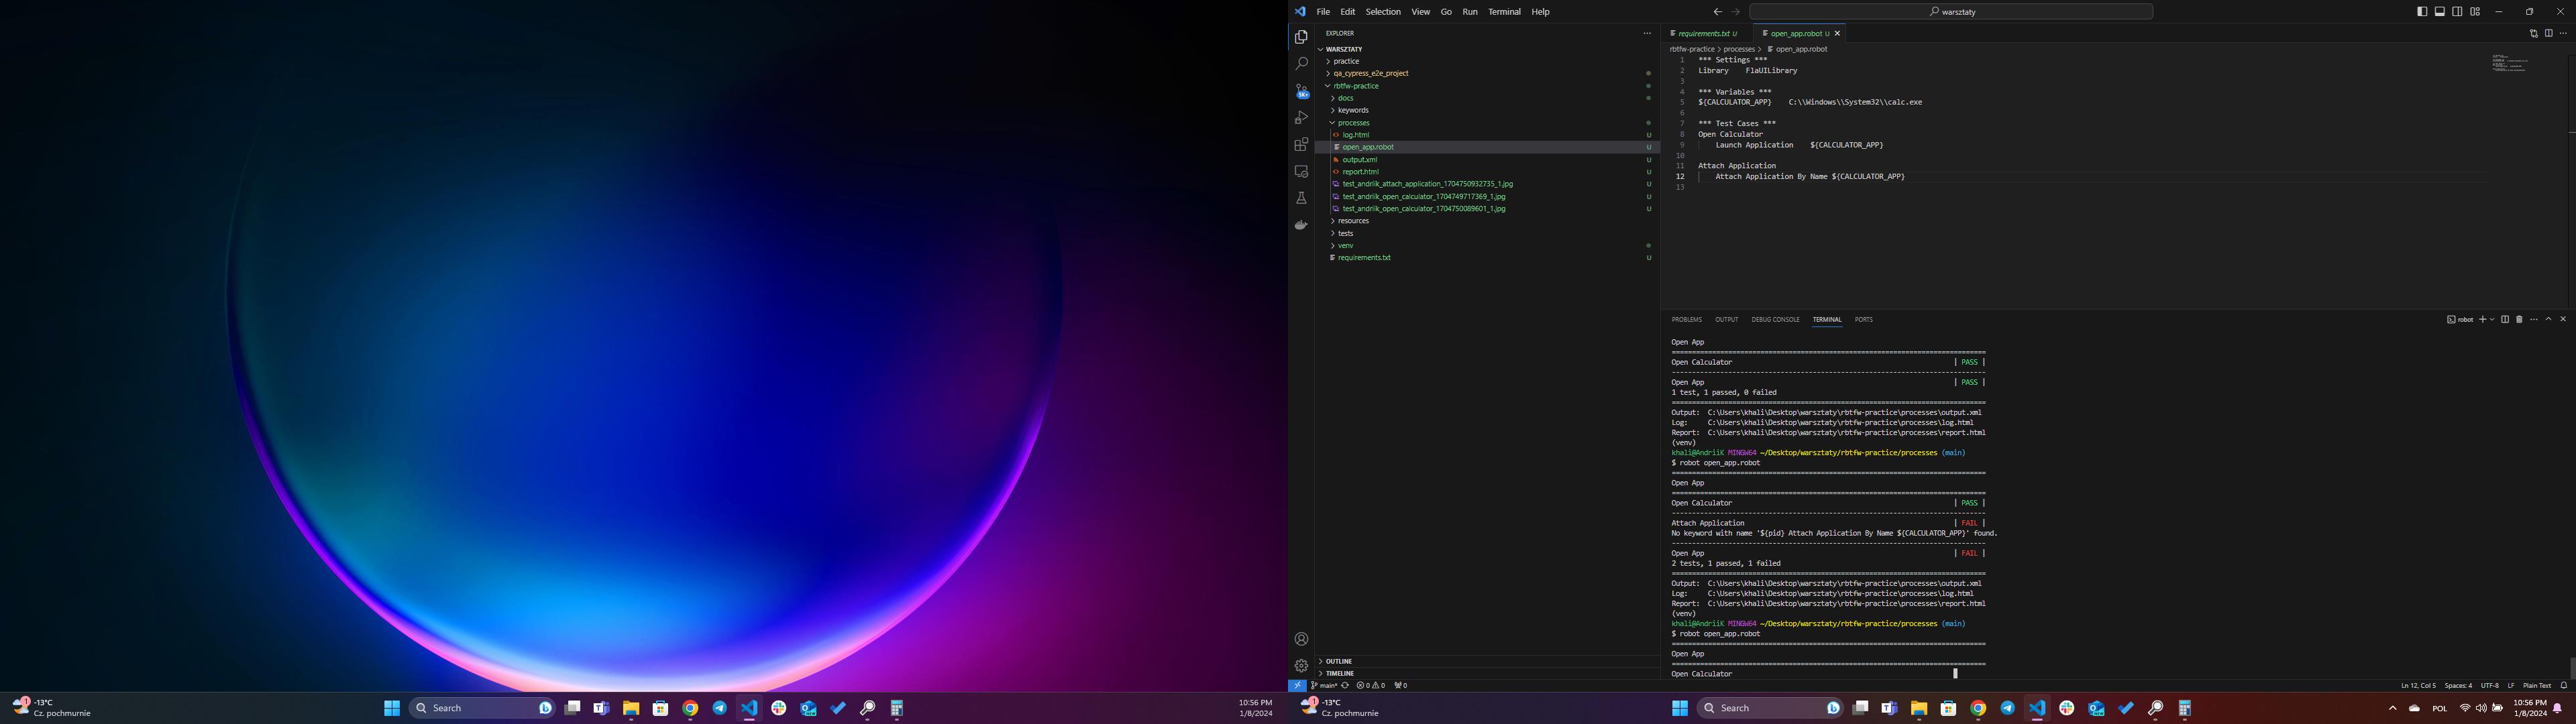 File Edit Selection View Go Run Terminal Help
warsztaty
EXPLORER
WARSZTATY
practice
qa_cypress_e2e_project
rbtfw-practice
docs
keywords
processes
log.html U
open_app.robot U
output.xml U
report.html U
test_andriik_attach_application_1704750932735_1.jpg U
test_andriik_open_calculator_1704749717369_1.jpg U
test_andriik_open_calculator_1704750089601_1.jpg U
resources
tests
venv
requirements.txt U
OUTLINE
TIMELINE
requirements.txt U open_app.robot U
rbtfw-practice > processes > open_app.robot
1 *** Settings ***
2 Library    FlaUILibrary
3
4 *** Variables ***
5 ${CALCULATOR_APP}    C:\\Windows\\System32\\calc.exe
6
7 *** Test Cases ***
8 Open Calculator
9     Launch Application    ${CALCULATOR_APP}
10
11 Attach Application
12     Attach Application By Name ${CALCULATOR_APP}
13
PROBLEMS OUTPUT DEBUG CONSOLE TERMINAL PORTS
robot
Open App
==============================================================================
Open Calculator | PASS |
------------------------------------------------------------------------------
Open App | PASS |
1 test, 1 passed, 0 failed
==============================================================================
Output:  C:\Users\khali\Desktop\warsztaty\rbtfw-practice\processes\output.xml
Log:     C:\Users\khali\Desktop\warsztaty\rbtfw-practice\processes\log.html
Report:  C:\Users\khali\Desktop\warsztaty\rbtfw-practice\processes\report.html
(venv)
khali@AndriiK MINGW64 ~/Desktop/warsztaty/rbtfw-practice/processes (main)
$ robot open_app.robot
==============================================================================
Open App
==============================================================================
Open Calculator | PASS |
------------------------------------------------------------------------------
Attach Application | FAIL |
No keyword with name '${pid} Attach Application By Name ${CALCULATOR_APP}' found.
------------------------------------------------------------------------------
Open App | FAIL |
2 tests, 1 passed, 1 failed
==============================================================================
Output:  C:\Users\khali\Desktop\warsztaty\rbtfw-practice\processes\output.xml
Log:     C:\Users\khali\Desktop\warsztaty\rbtfw-practice\processes\log.html
Report:  C:\Users\khali\Desktop\warsztaty\rbtfw-practice\processes\report.html
(venv)
khali@AndriiK MINGW64 ~/Desktop/warsztaty/rbtfw-practice/processes (main)
$ robot open_app.robot
==============================================================================
Open App
==============================================================================
Open Calculator
main* 0 0 0
Ln 12, Col 5 Spaces: 4 UTF-8 LF Plain Text
-13°C
Cz. pochmurnie
Search
10:56 PM
1/8/2024
-13°C
Cz. pochmurnie
Search
POL
10:56 PM
1/8/2024